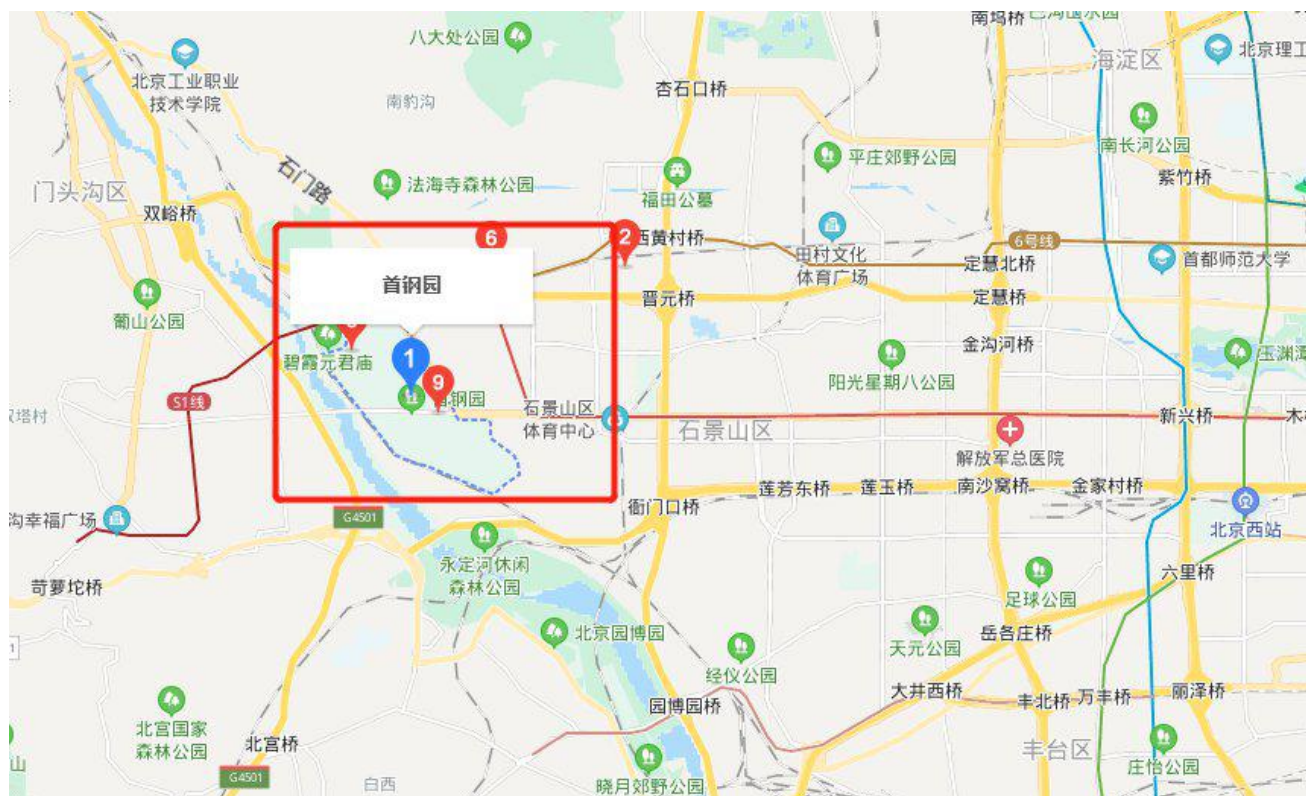 南坞桥
八大处公园
海淀区
北京理工
北京工业职业
技术学院
南豹沟
杏石口桥
南长河公园
平庄郊野公园
石门路
法海寺森林公园
福田公墓
紫竹桥
门头沟区
双峪桥
6
2
西黄村桥
田村文化
体育广场
6号线
定慧北桥
首都师范大学
首钢园
晋元桥
定慧桥
葡山公园
碧霞元君庙
金沟河桥
玉渊潭
1
9
阳光星期八公园
S1线
首钢园
石景山区
体育中心
石景山区
新兴桥
解放军总医院
莲芳东桥
莲玉桥
南沙窝桥
金家村桥
衙门口桥
沟幸福广场
G4501
北京西站
永定河休闲
森林公园
苛萝坨桥
六里桥
足球公园
北京园博园
天元公园
岳各庄桥
经仪公园
大井西桥
丰北桥
万丰桥
丽泽桥
北宫国家
森林公园
园博园桥
北宫桥
丰台区
山
G4501
白西
晓月郊野公园
庄怡公园